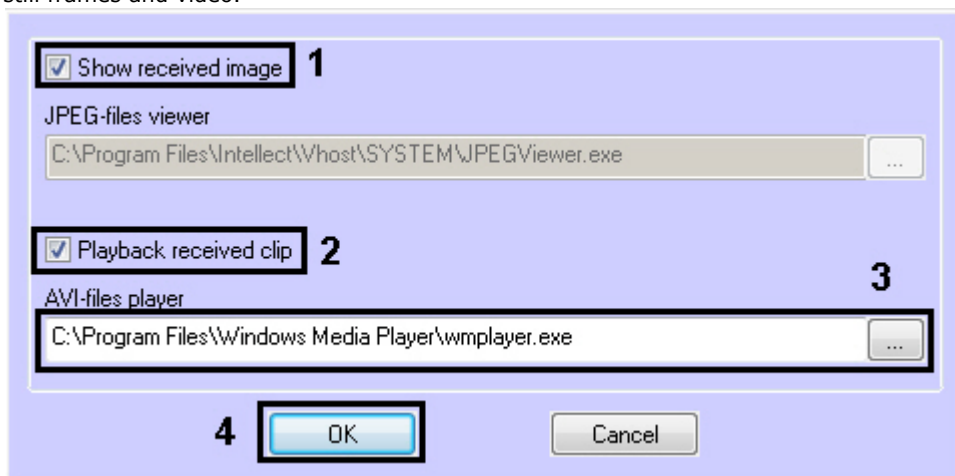 still frames and video.
Show received image 1
JPEG-files viewer
C:\Program Files\Intellect\Vhost\SYSTEM\JPEGViewer.exe ...
Playback received clip 2
3
AVI-files player
C:\Program Files\Windows Media Player\wmplayer.exe ...
4 OK Cancel